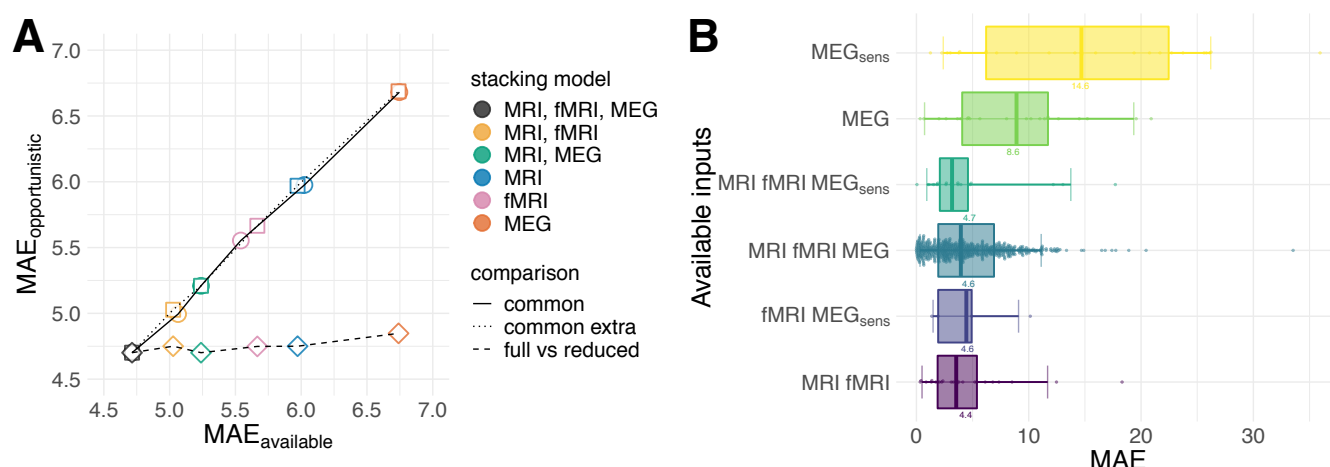 A
7.0
6.5
6.0
5.5
5.0
4.5
MAEopportunistic
4.5 5.0 5.5 6.0 6.5 7.0
MAEavailable
stacking model
MRI, fMRI, MEG
MRI, fMRI
MRI, MEG
MRI
fMRI
MEG
comparison
common
common extra
full vs reduced
B
Available inputs
MEGsens
14.6
MEG
8.6
MRI fMRI MEGsens
4.7
MRI fMRI MEG
4.6
fMRI MEGsens
4.6
MRI fMRI
4.4
0 10 20 30
MAE